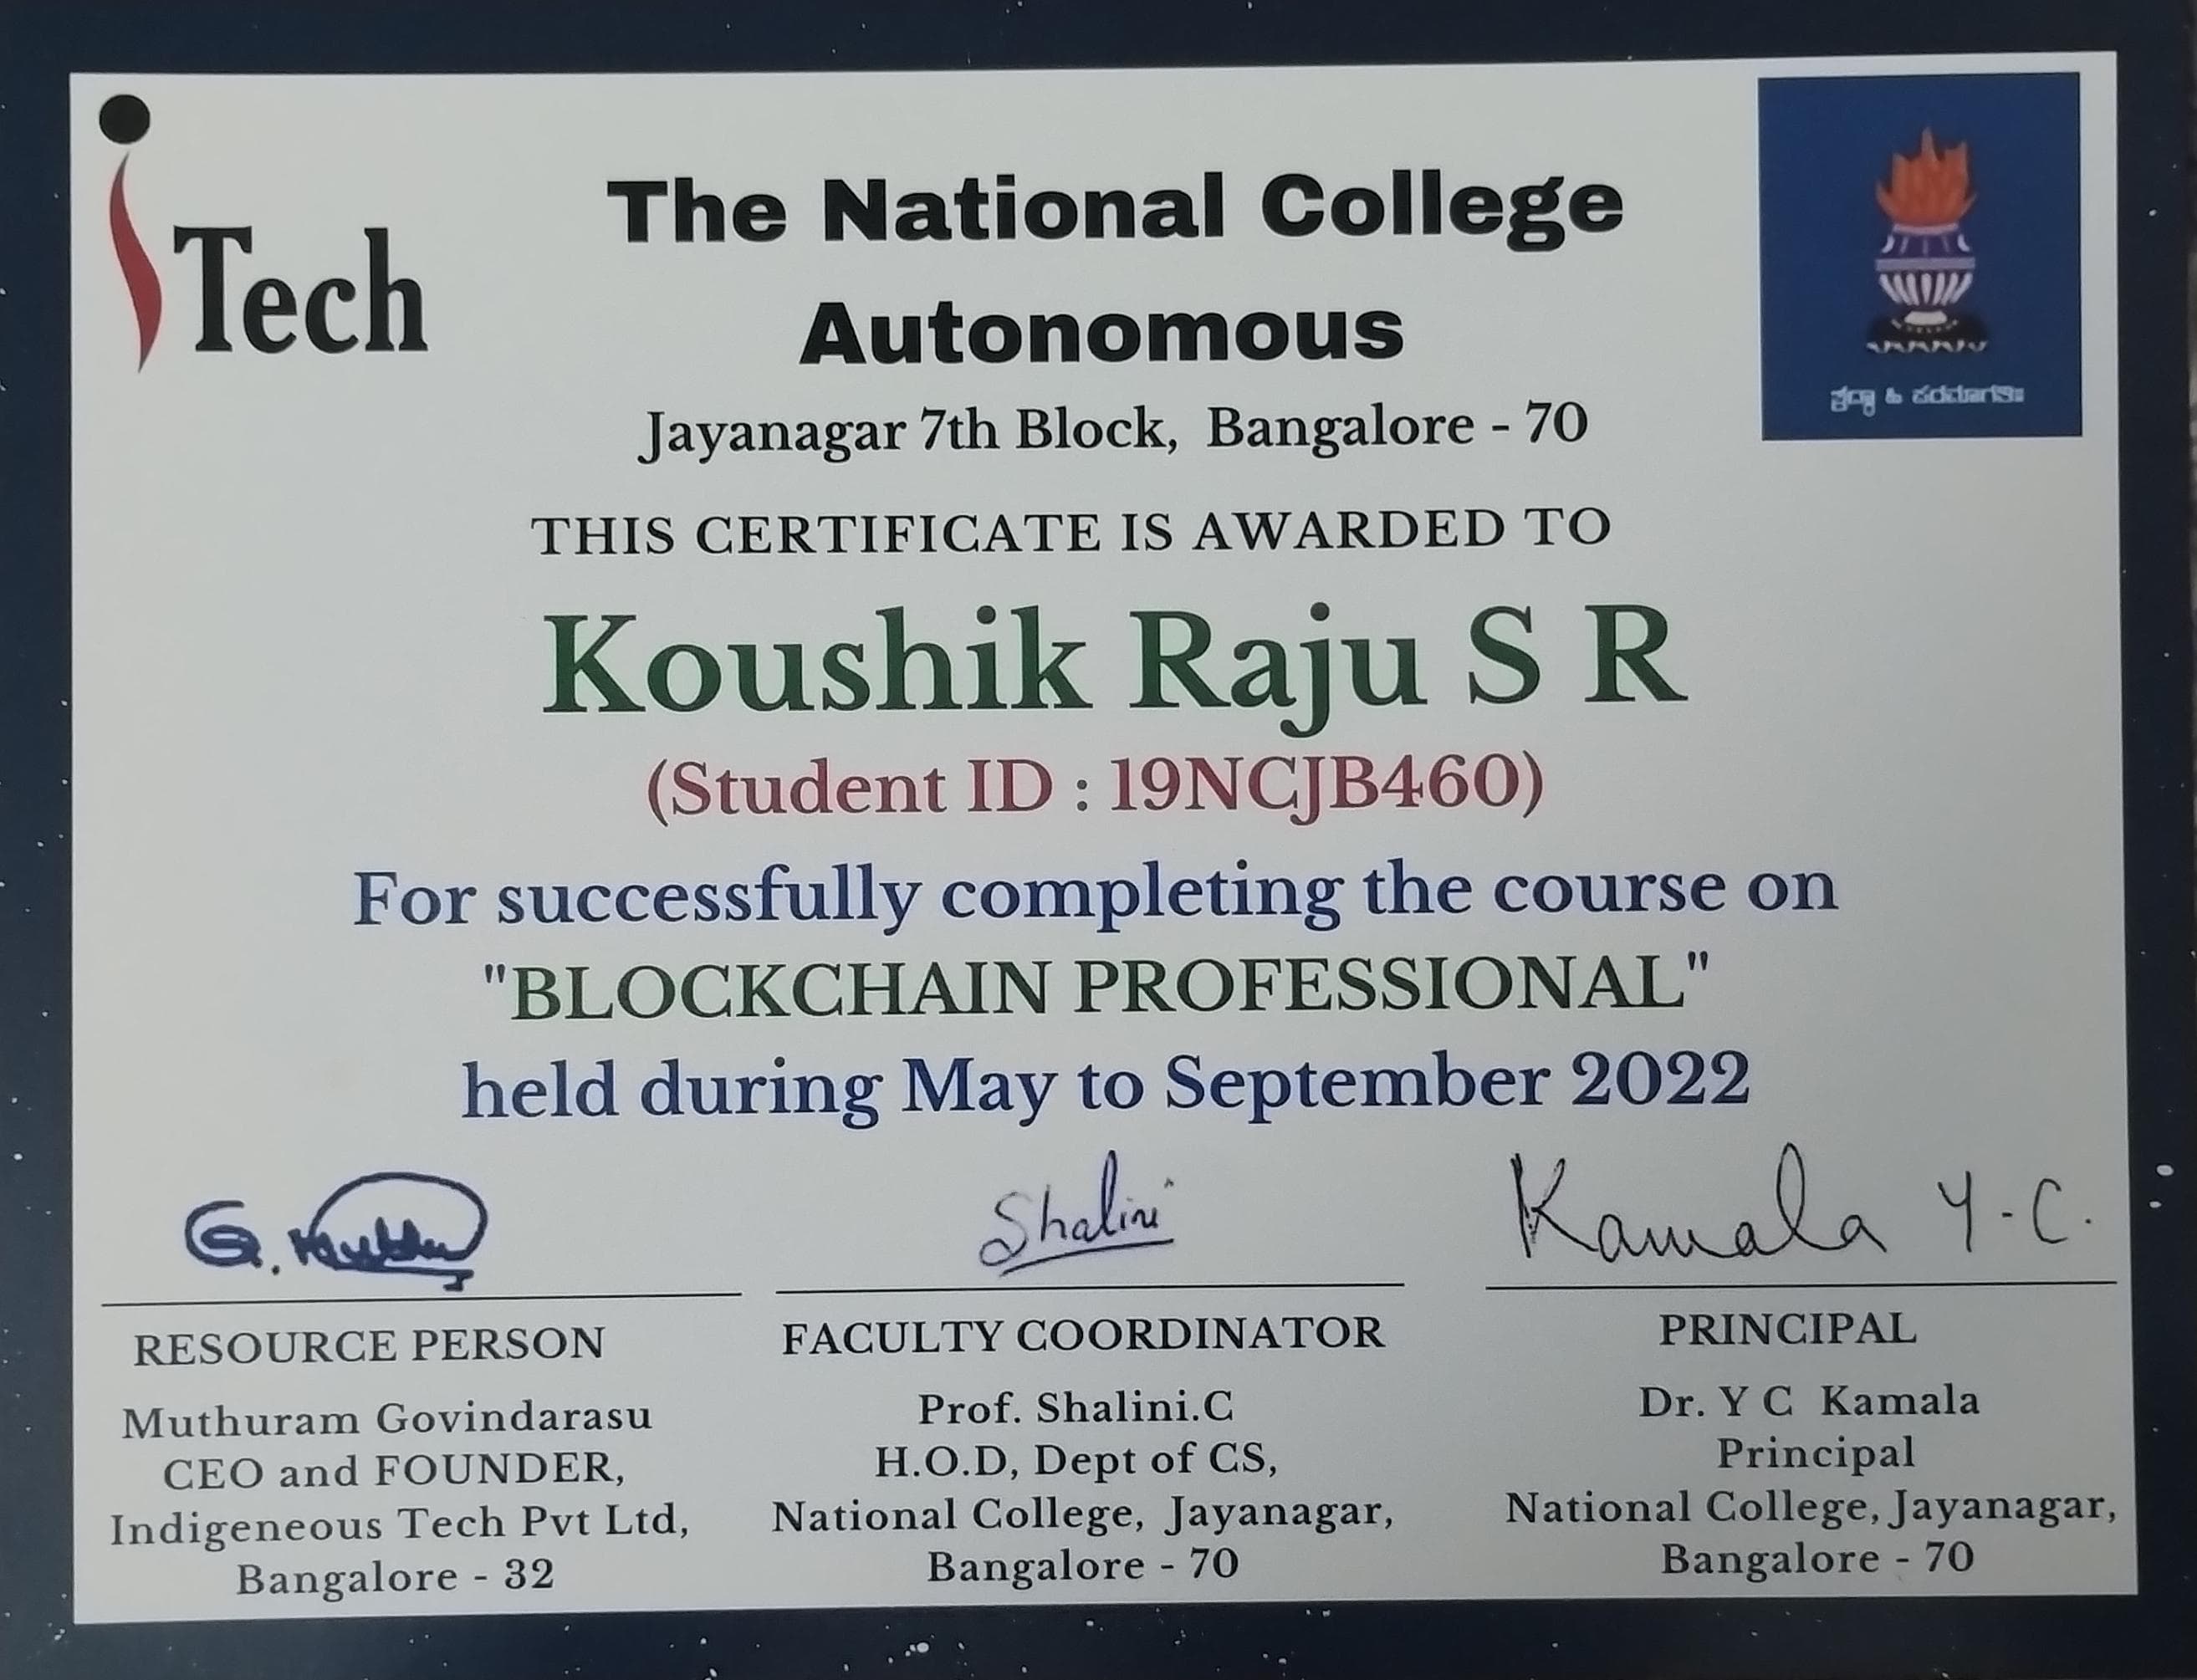 iTech
The National College
Autonomous
Jayanagar 7th Block, Bangalore - 70
THIS CERTIFICATE IS AWARDED TO
Koushik Raju S R
(Student ID : 19NCJB460)
For successfully completing the course on
"BLOCKCHAIN PROFESSIONAL"
held during May to September 2022
G.
Shalini
Kamala Y.C.
RESOURCE PERSON
Muthuram Govindarasu
CEO and FOUNDER,
Indigeneous Tech Pvt Ltd,
Bangalore - 32
FACULTY COORDINATOR
Prof. Shalini.C
H.O.D, Dept of CS,
National College, Jayanagar,
Bangalore - 70
PRINCIPAL
Dr. Y C Kamala
Principal
National College, Jayanagar,
Bangalore - 70